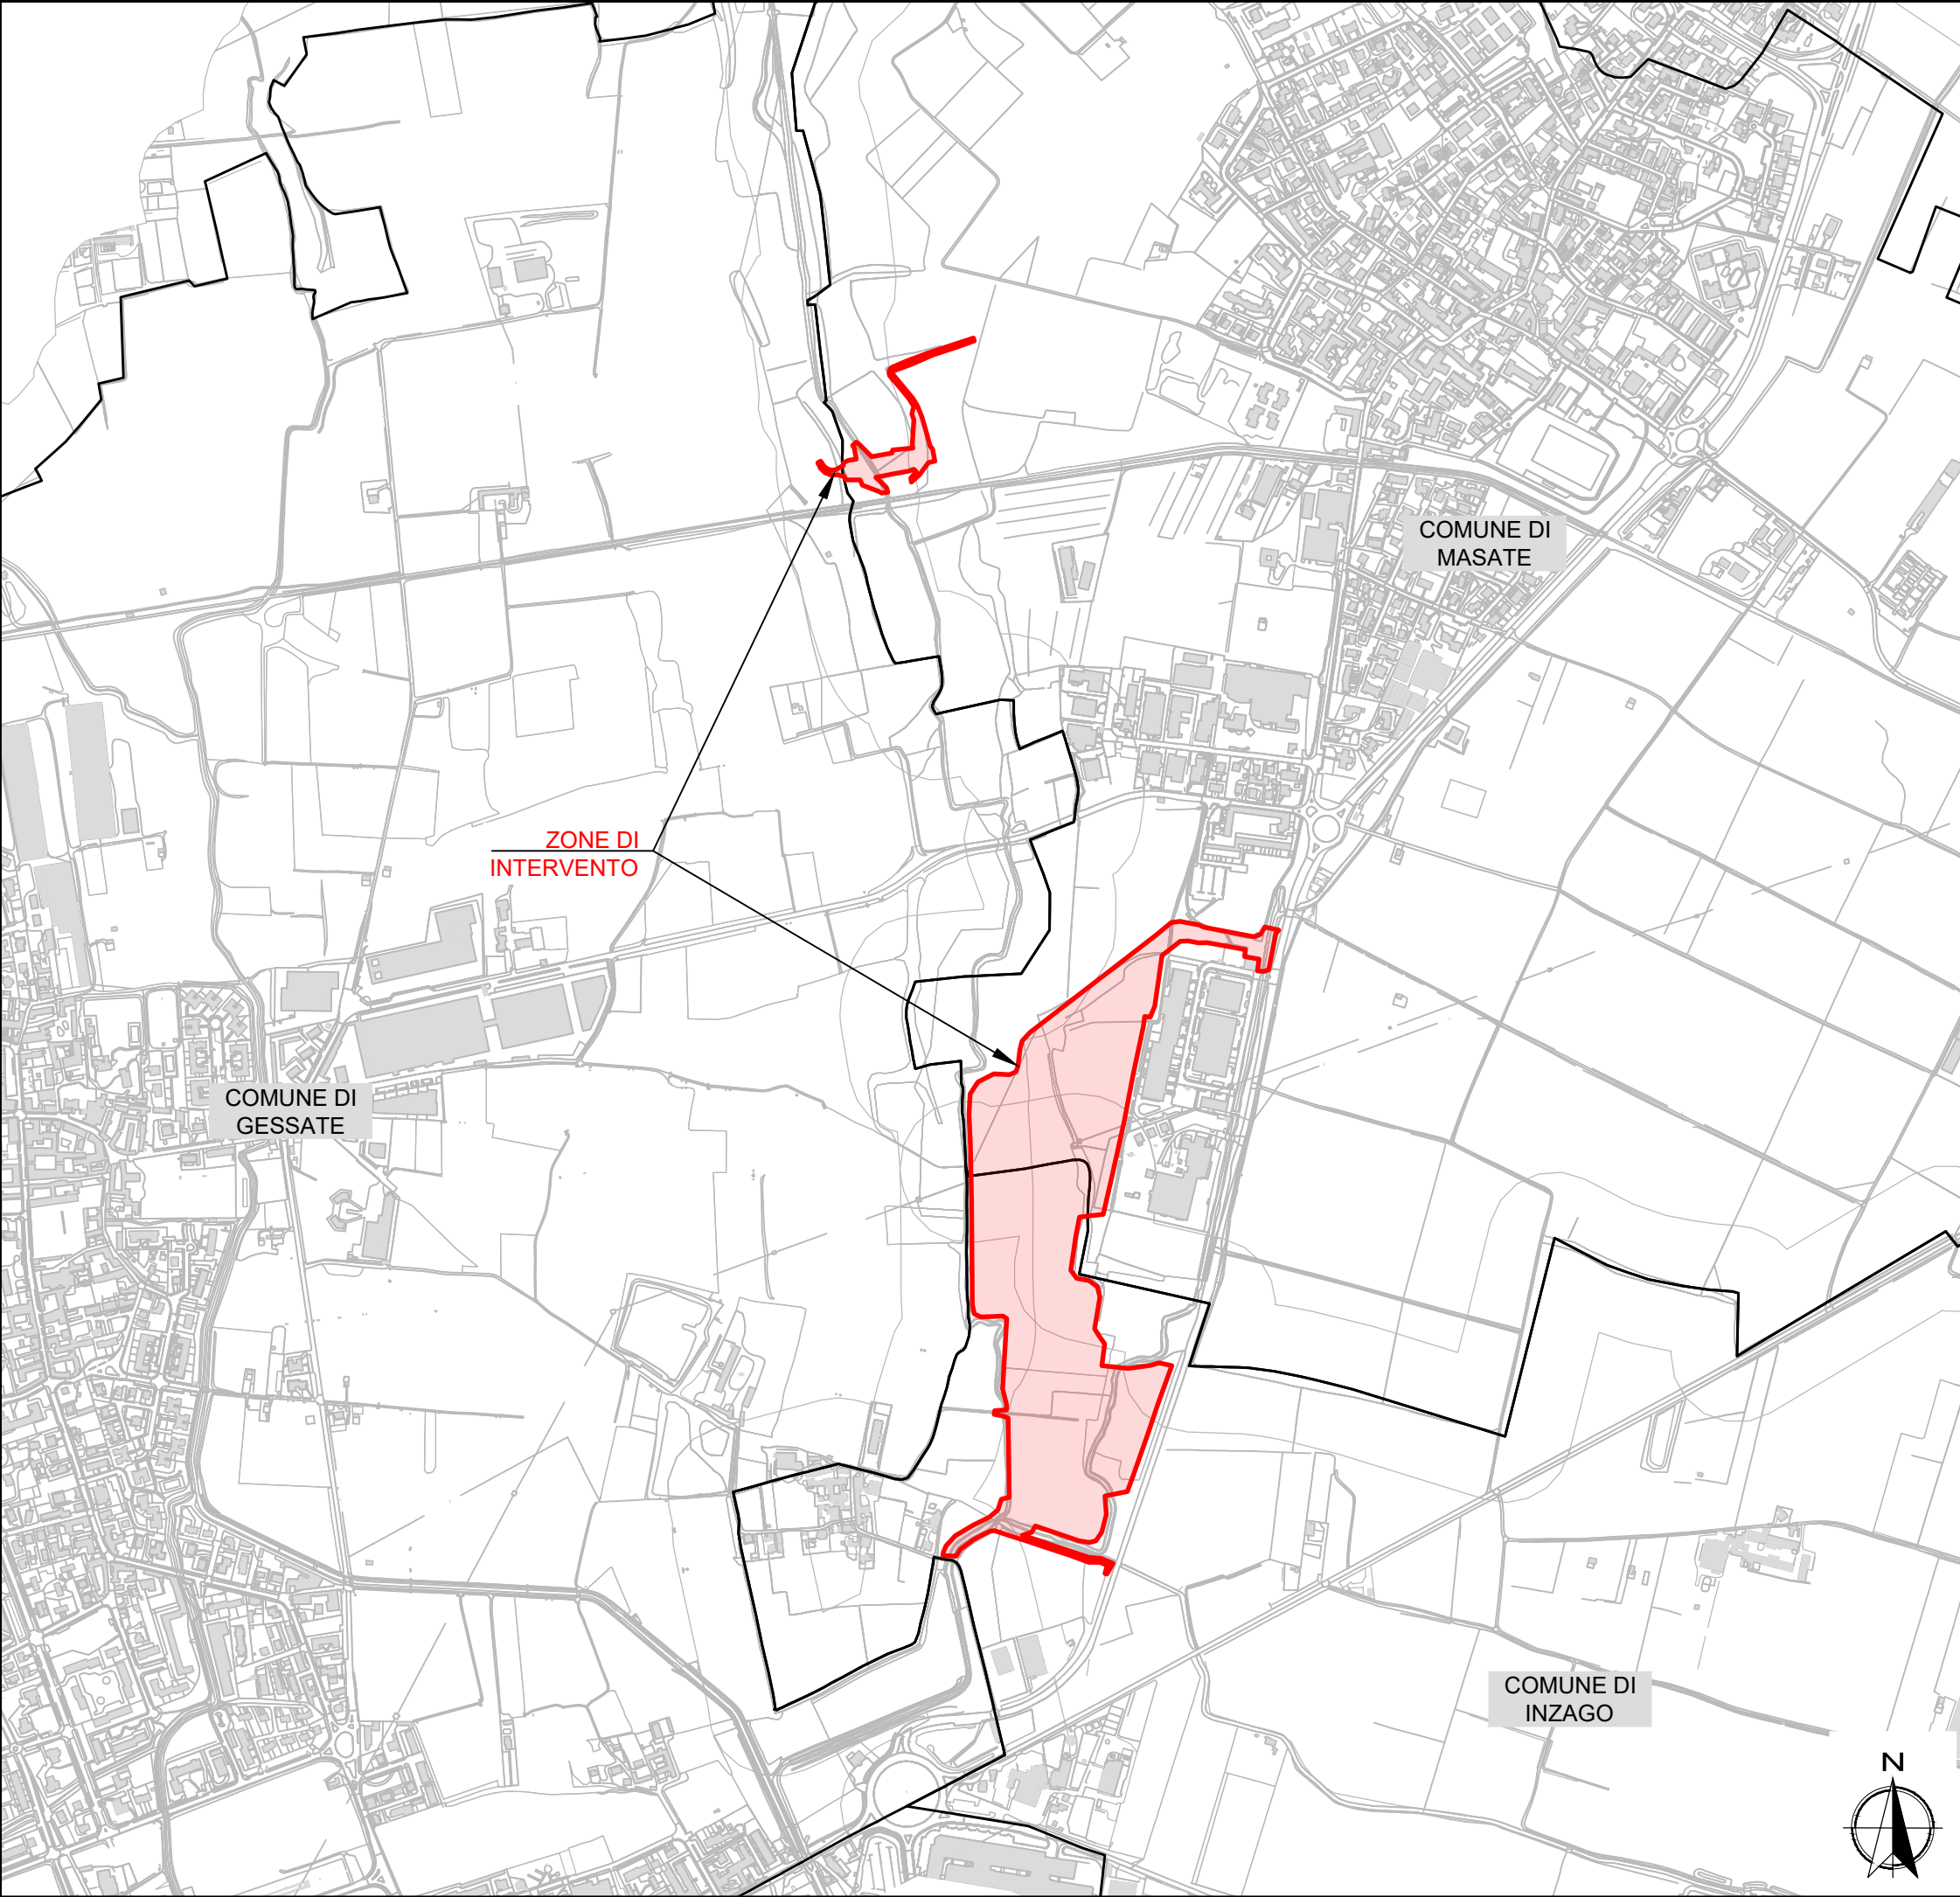 COMUNE DI
MASATE
ZONE DI
INTERVENTO
COMUNE DI
GESSATE
COMUNE DI
INZAGO
N